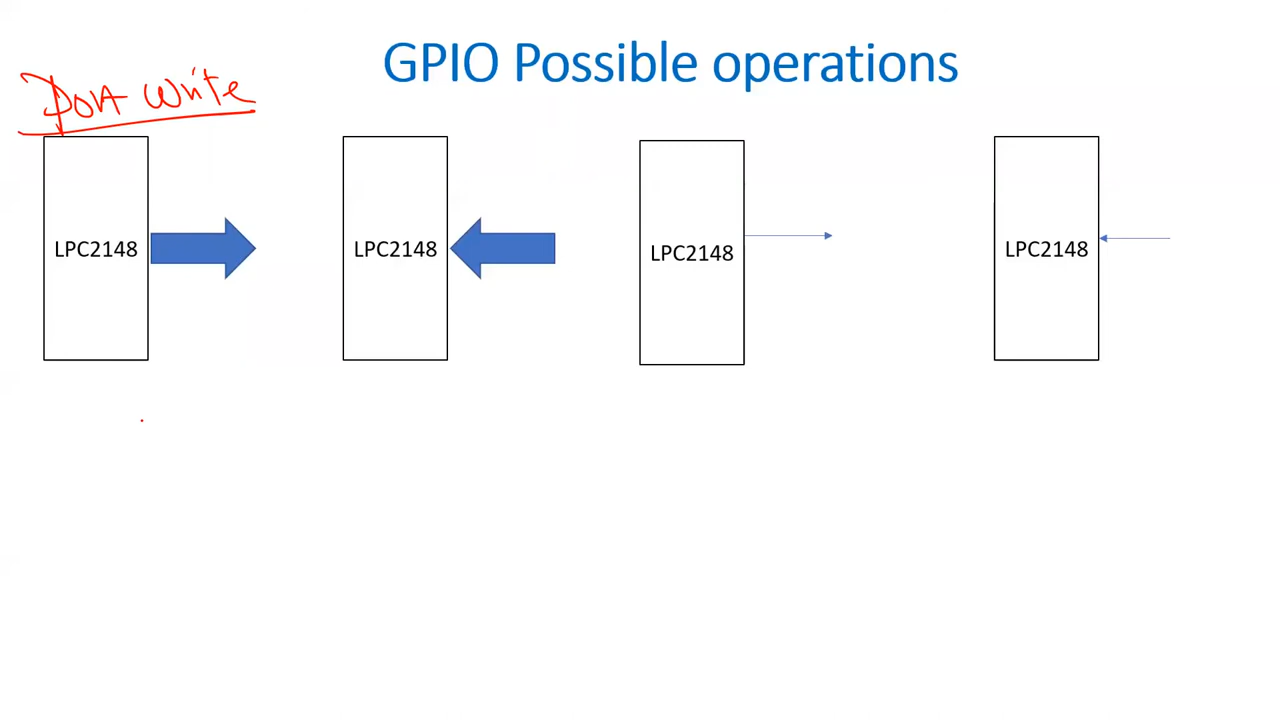 GPIO Possible operations
Port Write
LPC2148
LPC2148
LPC2148
LPC2148